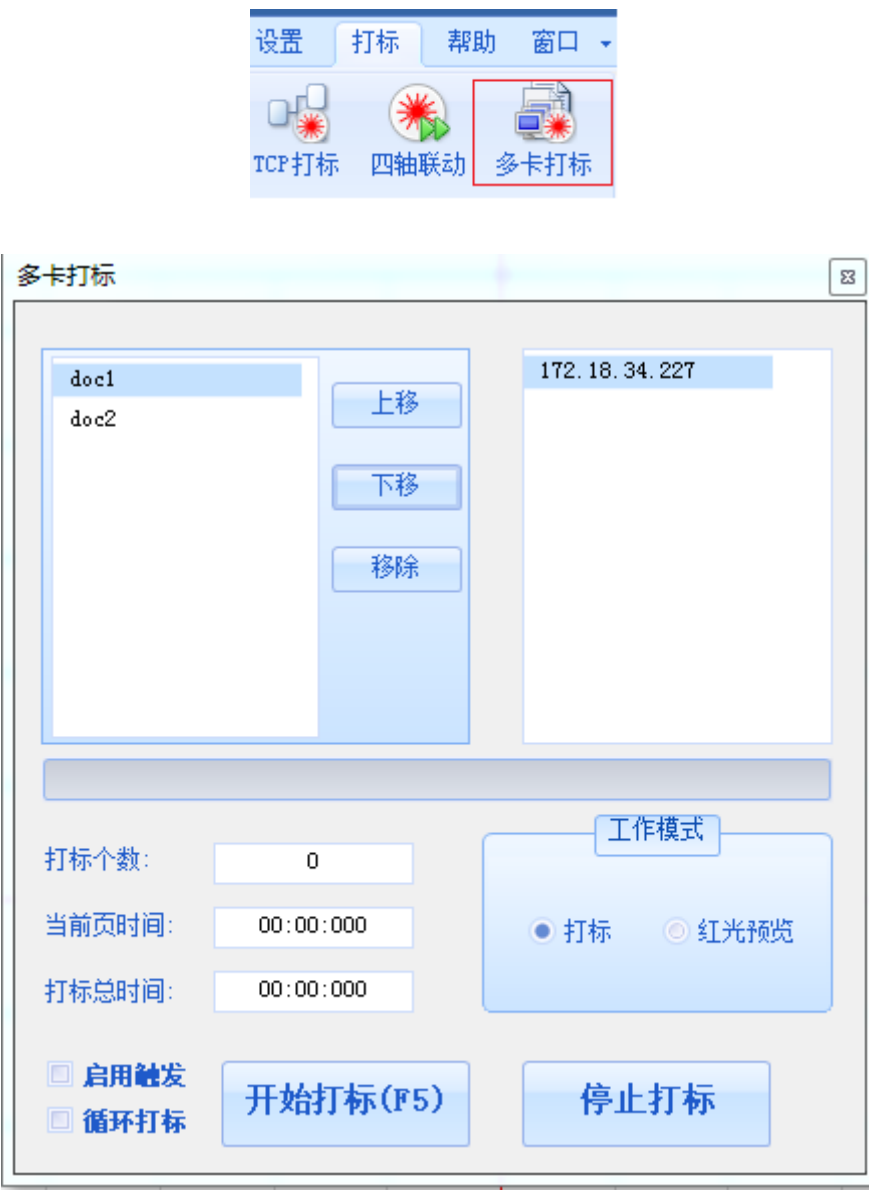 设置 打标 帮助 窗口
TCP打标 四轴联动 多卡打标
多卡打标
doc1
doc2
上移
下移
移除
172.18.34.227
打标个数: 0
当前页时间: 00:00:000
打标总时间: 00:00:000
工作模式
打标 红光预览
启用触发
循环打标
开始打标(F5)
停止打标